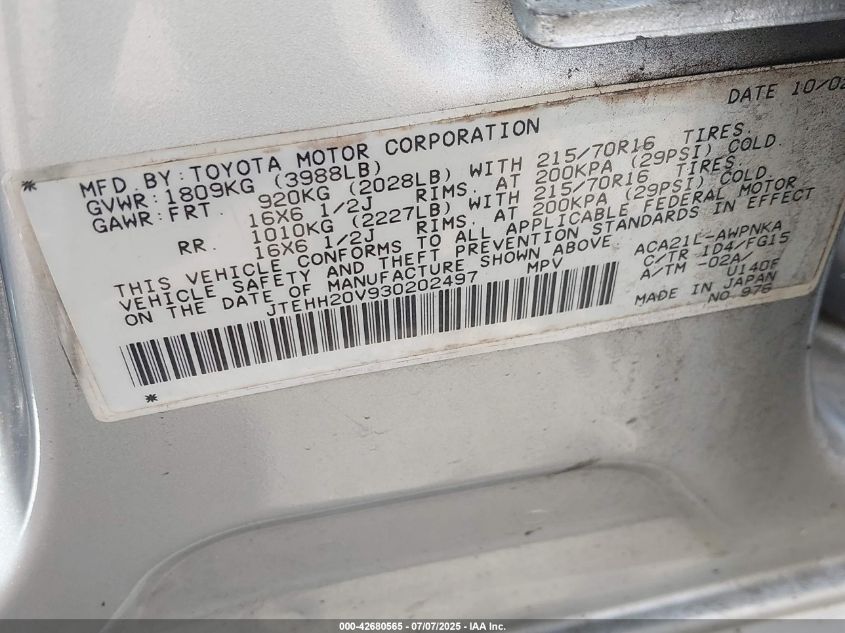 DATE 10/02
MFD. BY: TOYOTA MOTOR CORPORATION
GVWR: 1809KG (3988LB)
GAWR: FRT. 920KG (2028LB) WITH 215/70R16 TIRES.
16X6 1/2J RIMS. AT 200KPA (29PSI) COLD.
RR. 1010KG (2227LB) WITH 215/70R16 TIRES.
16X6 1/2J RIMS. AT 200KPA (29PSI) COLD.
THIS VEHICLE CONFORMS TO ALL APPLICABLE FEDERAL MOTOR
VEHICLE SAFETY AND THEFT PREVENTION STANDARDS IN EFFECT
ON THE DATE OF MANUFACTURE SHOWN ABOVE.
JTEHH20V930202497 MPV
ACA21L-AWPNKA
C/TR 1D4/FG15
A/TM -02A/
U140F
MADE IN JAPAN
NO. 976
000-42680565 - 07/07/2025 - IAA Inc.